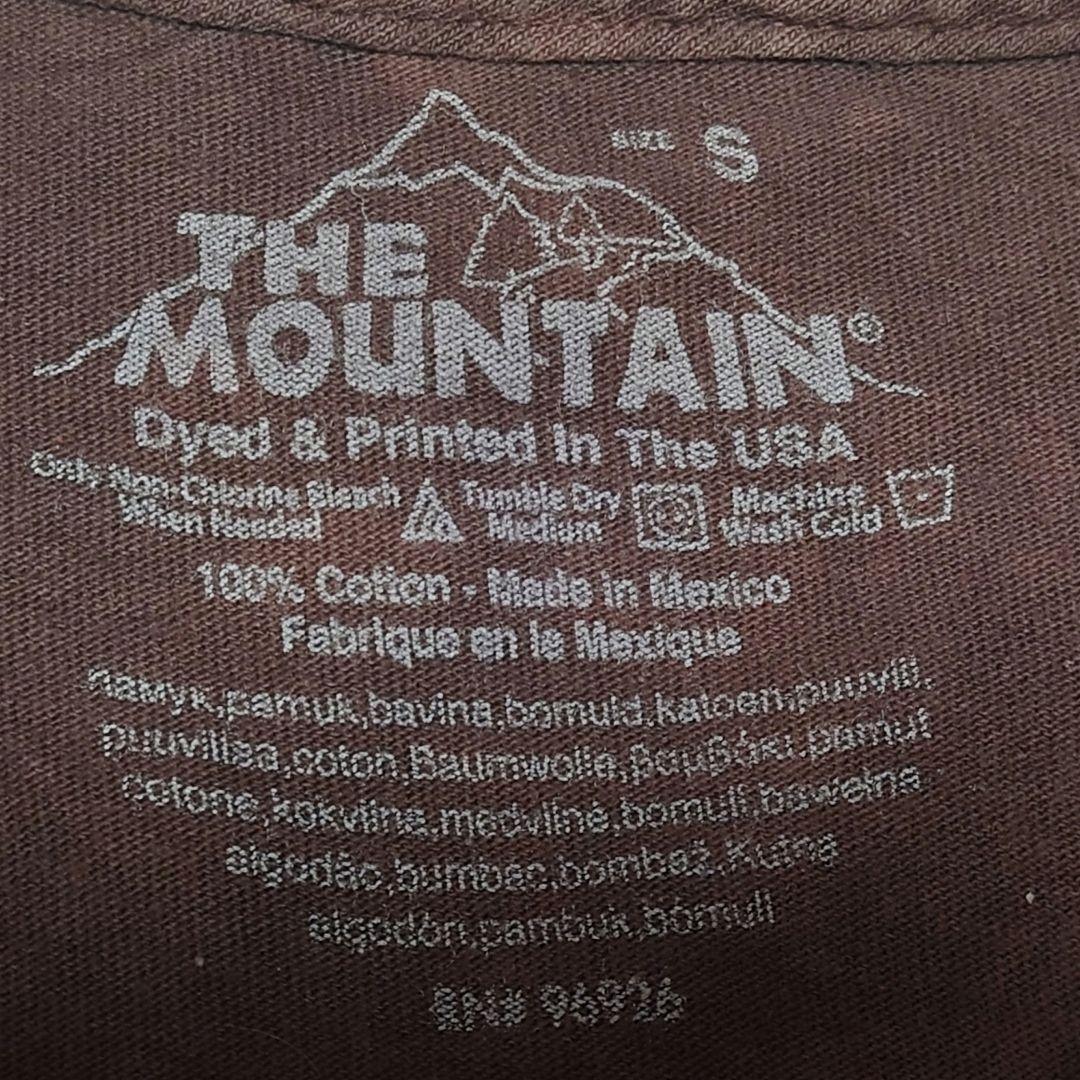 SIZE S
THE
MOUNTAIN®
Dyed & Printed In The USA
Only Non-Chlorine Bleach
When Needed
Tumble Dry
Medium
Machine
Wash Cold
100% Cotton - Made in Mexico
Fabriqué en le Mexique
памук,pamuk,bavlna,bomuld,katoen,puuvill,
puuvillaa,coton,Baumwolle,βαμβάκι,pamut
cotone,kokvilna,medvilnė,bomull,bawełna
algodão,bumbac,bombaž,Kutna
algodón,pambuk,bómull
RN# 96926